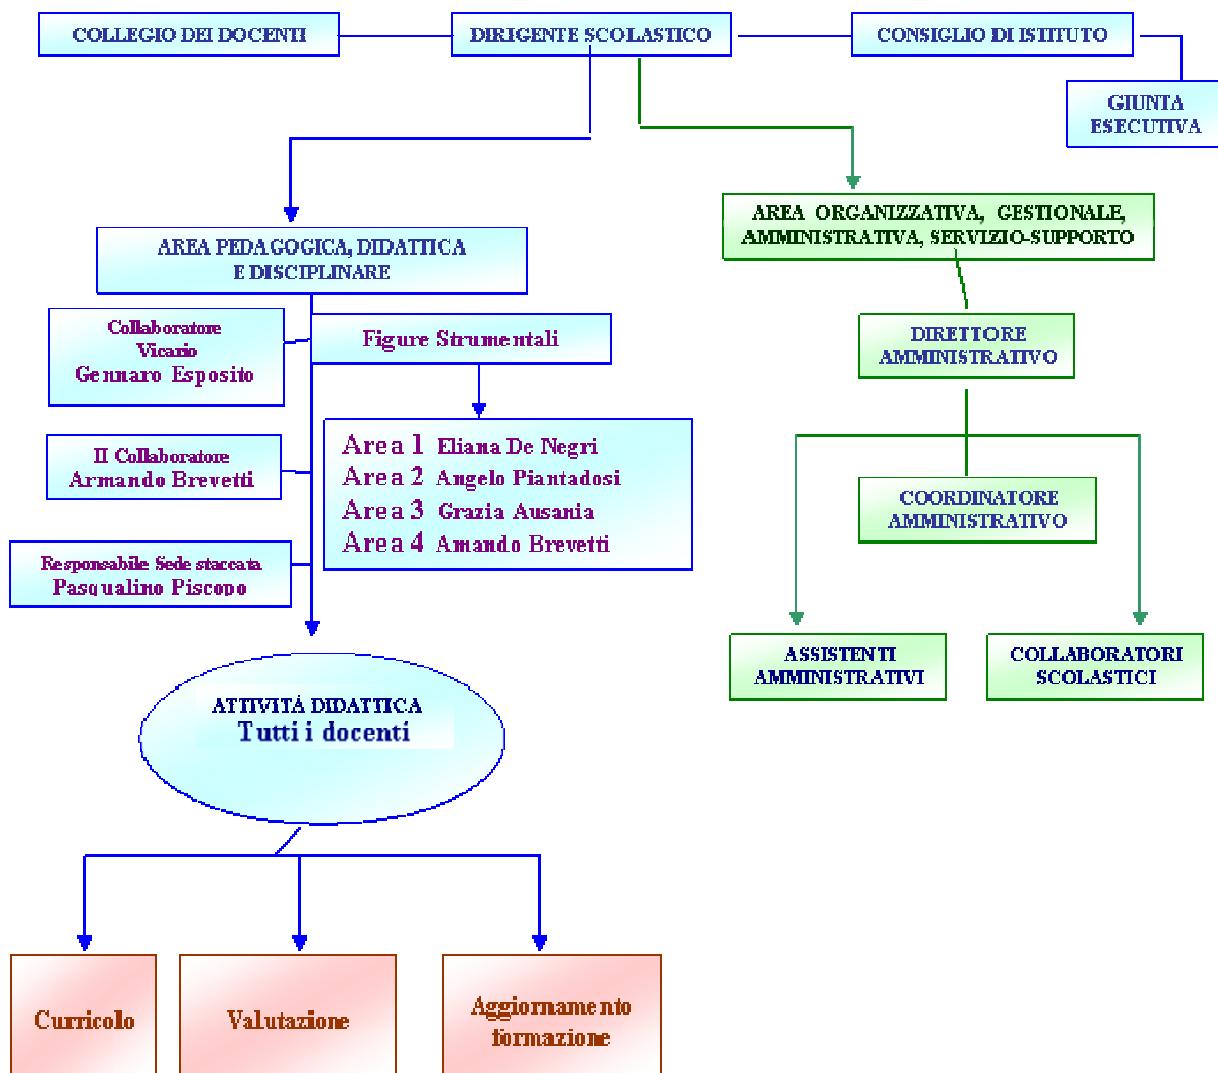 COLLEGIO DEI DOCENTI
DIRIGENTE SCOLASTICO
CONSIGLIO DI ISTITUTO
GIUNTA
ESECUTIVA
AREA PEDAGOGICA, DIDATTICA
E DISCIPLINARE
AREA ORGANIZZATIVA, GESTIONALE,
AMMINISTRATIVA, SERVIZIO-SUPPORTO
Collaboratore
Vicario
Gennaro Esposito
Figure Strumentali
DIRETTORE
AMMINISTRATIVO
II Collaboratore
Armando Brevetti
Area 1 Eliana De Negri
Area 2 Angelo Piantadosi
Area 3 Grazia Ausania
Area 4 Amando Brevetti
COORDINATORE
AMMINISTRATIVO
Responsabile Sede staccata
Pasqualino Piscopo
ASSISTENTI
AMMINISTRATIVI
COLLABORATORI
SCOLASTICI
ATTIVITÀ DIDATTICA
Tutti i docenti
Curricolo
Valutazione
Aggiornamento
formazione